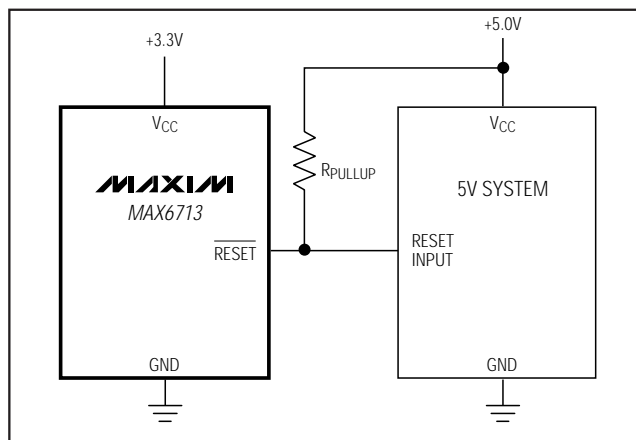 +3.3V
+5.0V
VCC
VCC
RPULLUP
MAXIM
MAX6713
5V SYSTEM
RESET
RESET
INPUT
GND
GND